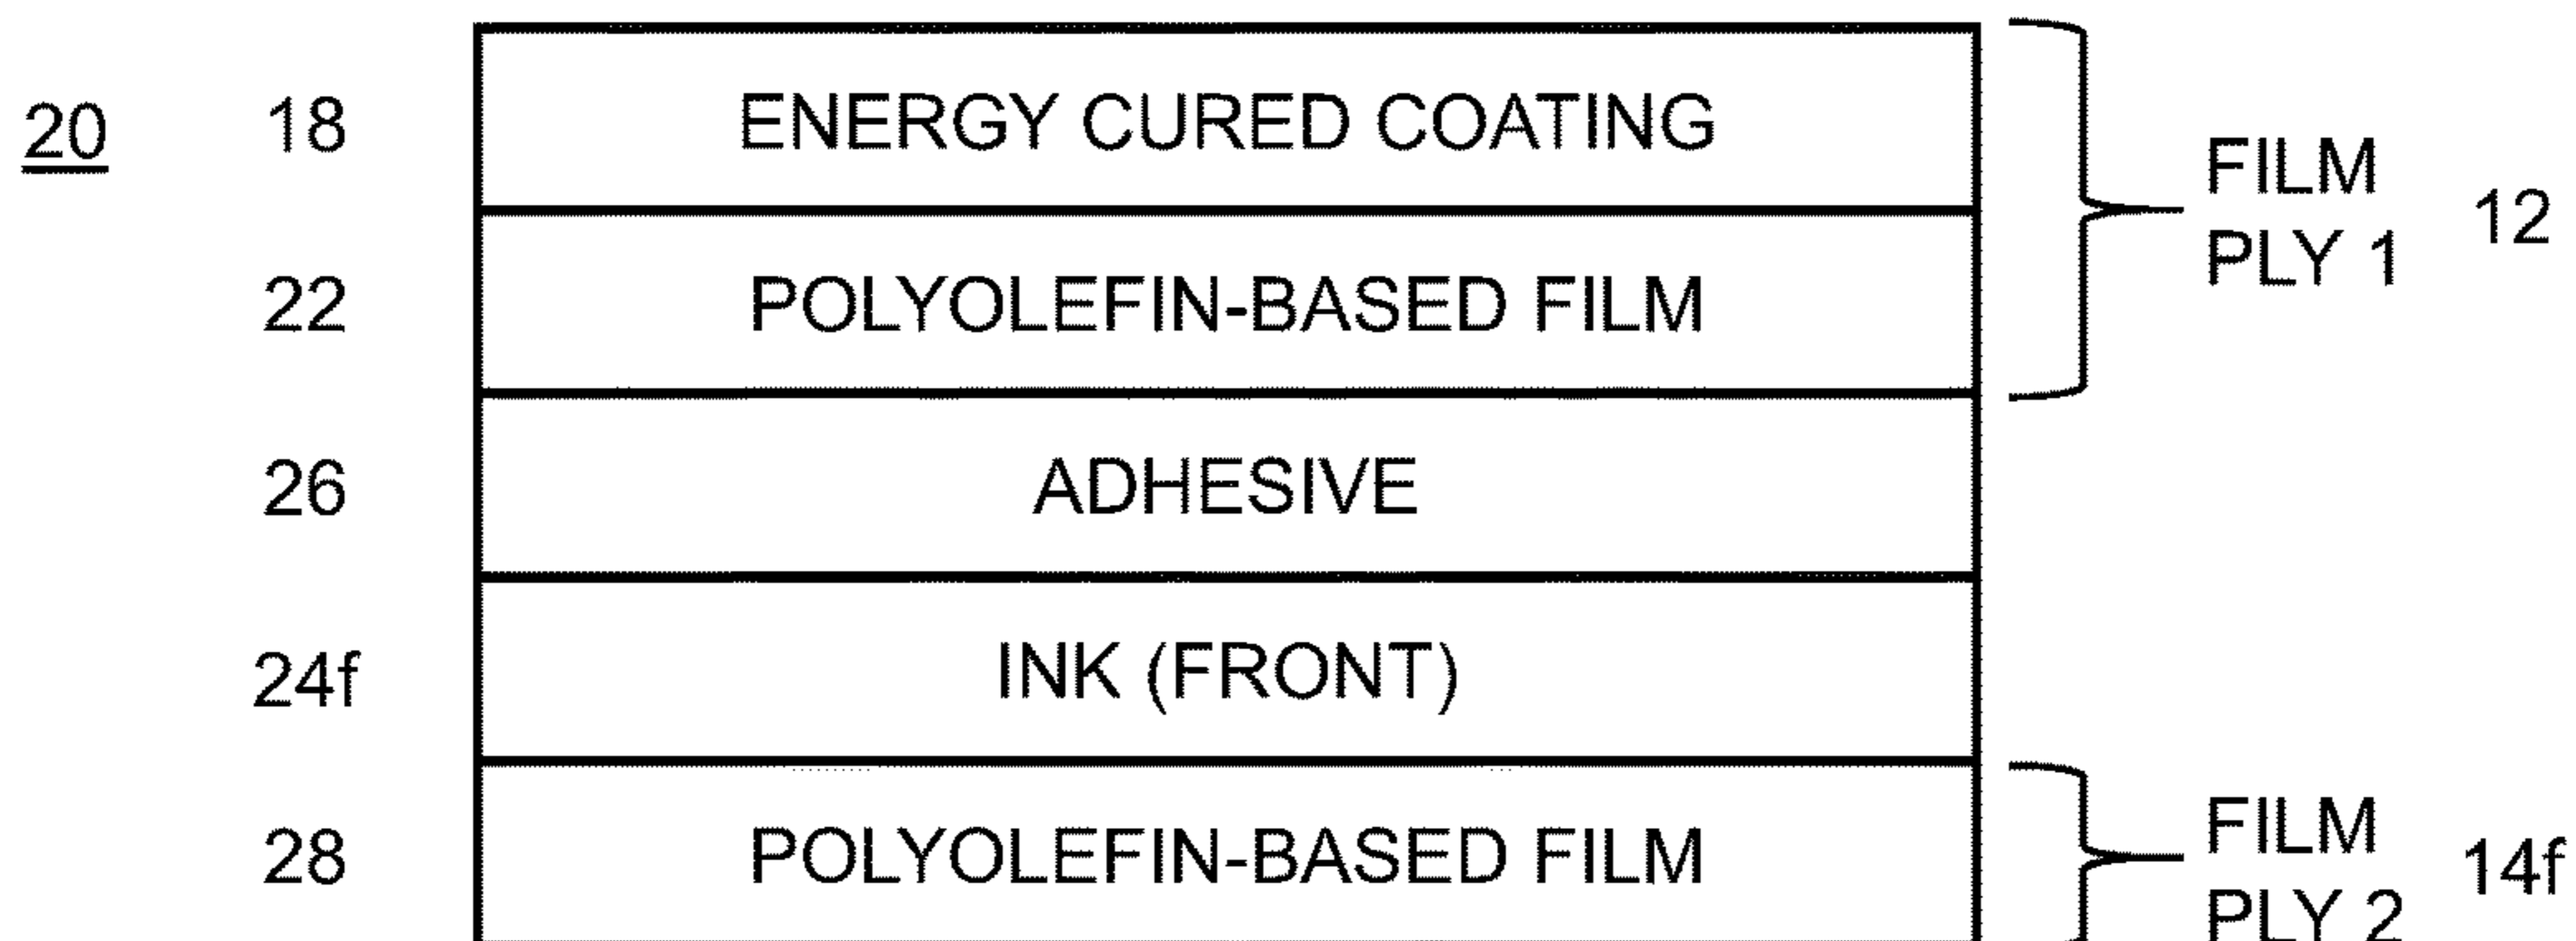 20
18 ENERGY CURED COATING
FILM
PLY 1 12
22 POLYOLEFIN-BASED FILM
26 ADHESIVE
24f INK (FRONT)
28 POLYOLEFIN-BASED FILM
FILM
PLY 2 14f